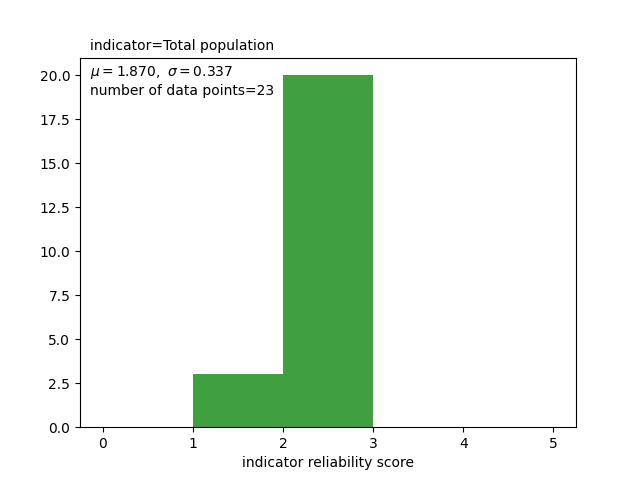 indicator=Total population
μ = 1.870, σ = 0.337
number of data points=23
20.0
17.5
15.0
12.5
10.0
7.5
5.0
2.5
0.0
0 1 2 3 4 5
indicator reliability score